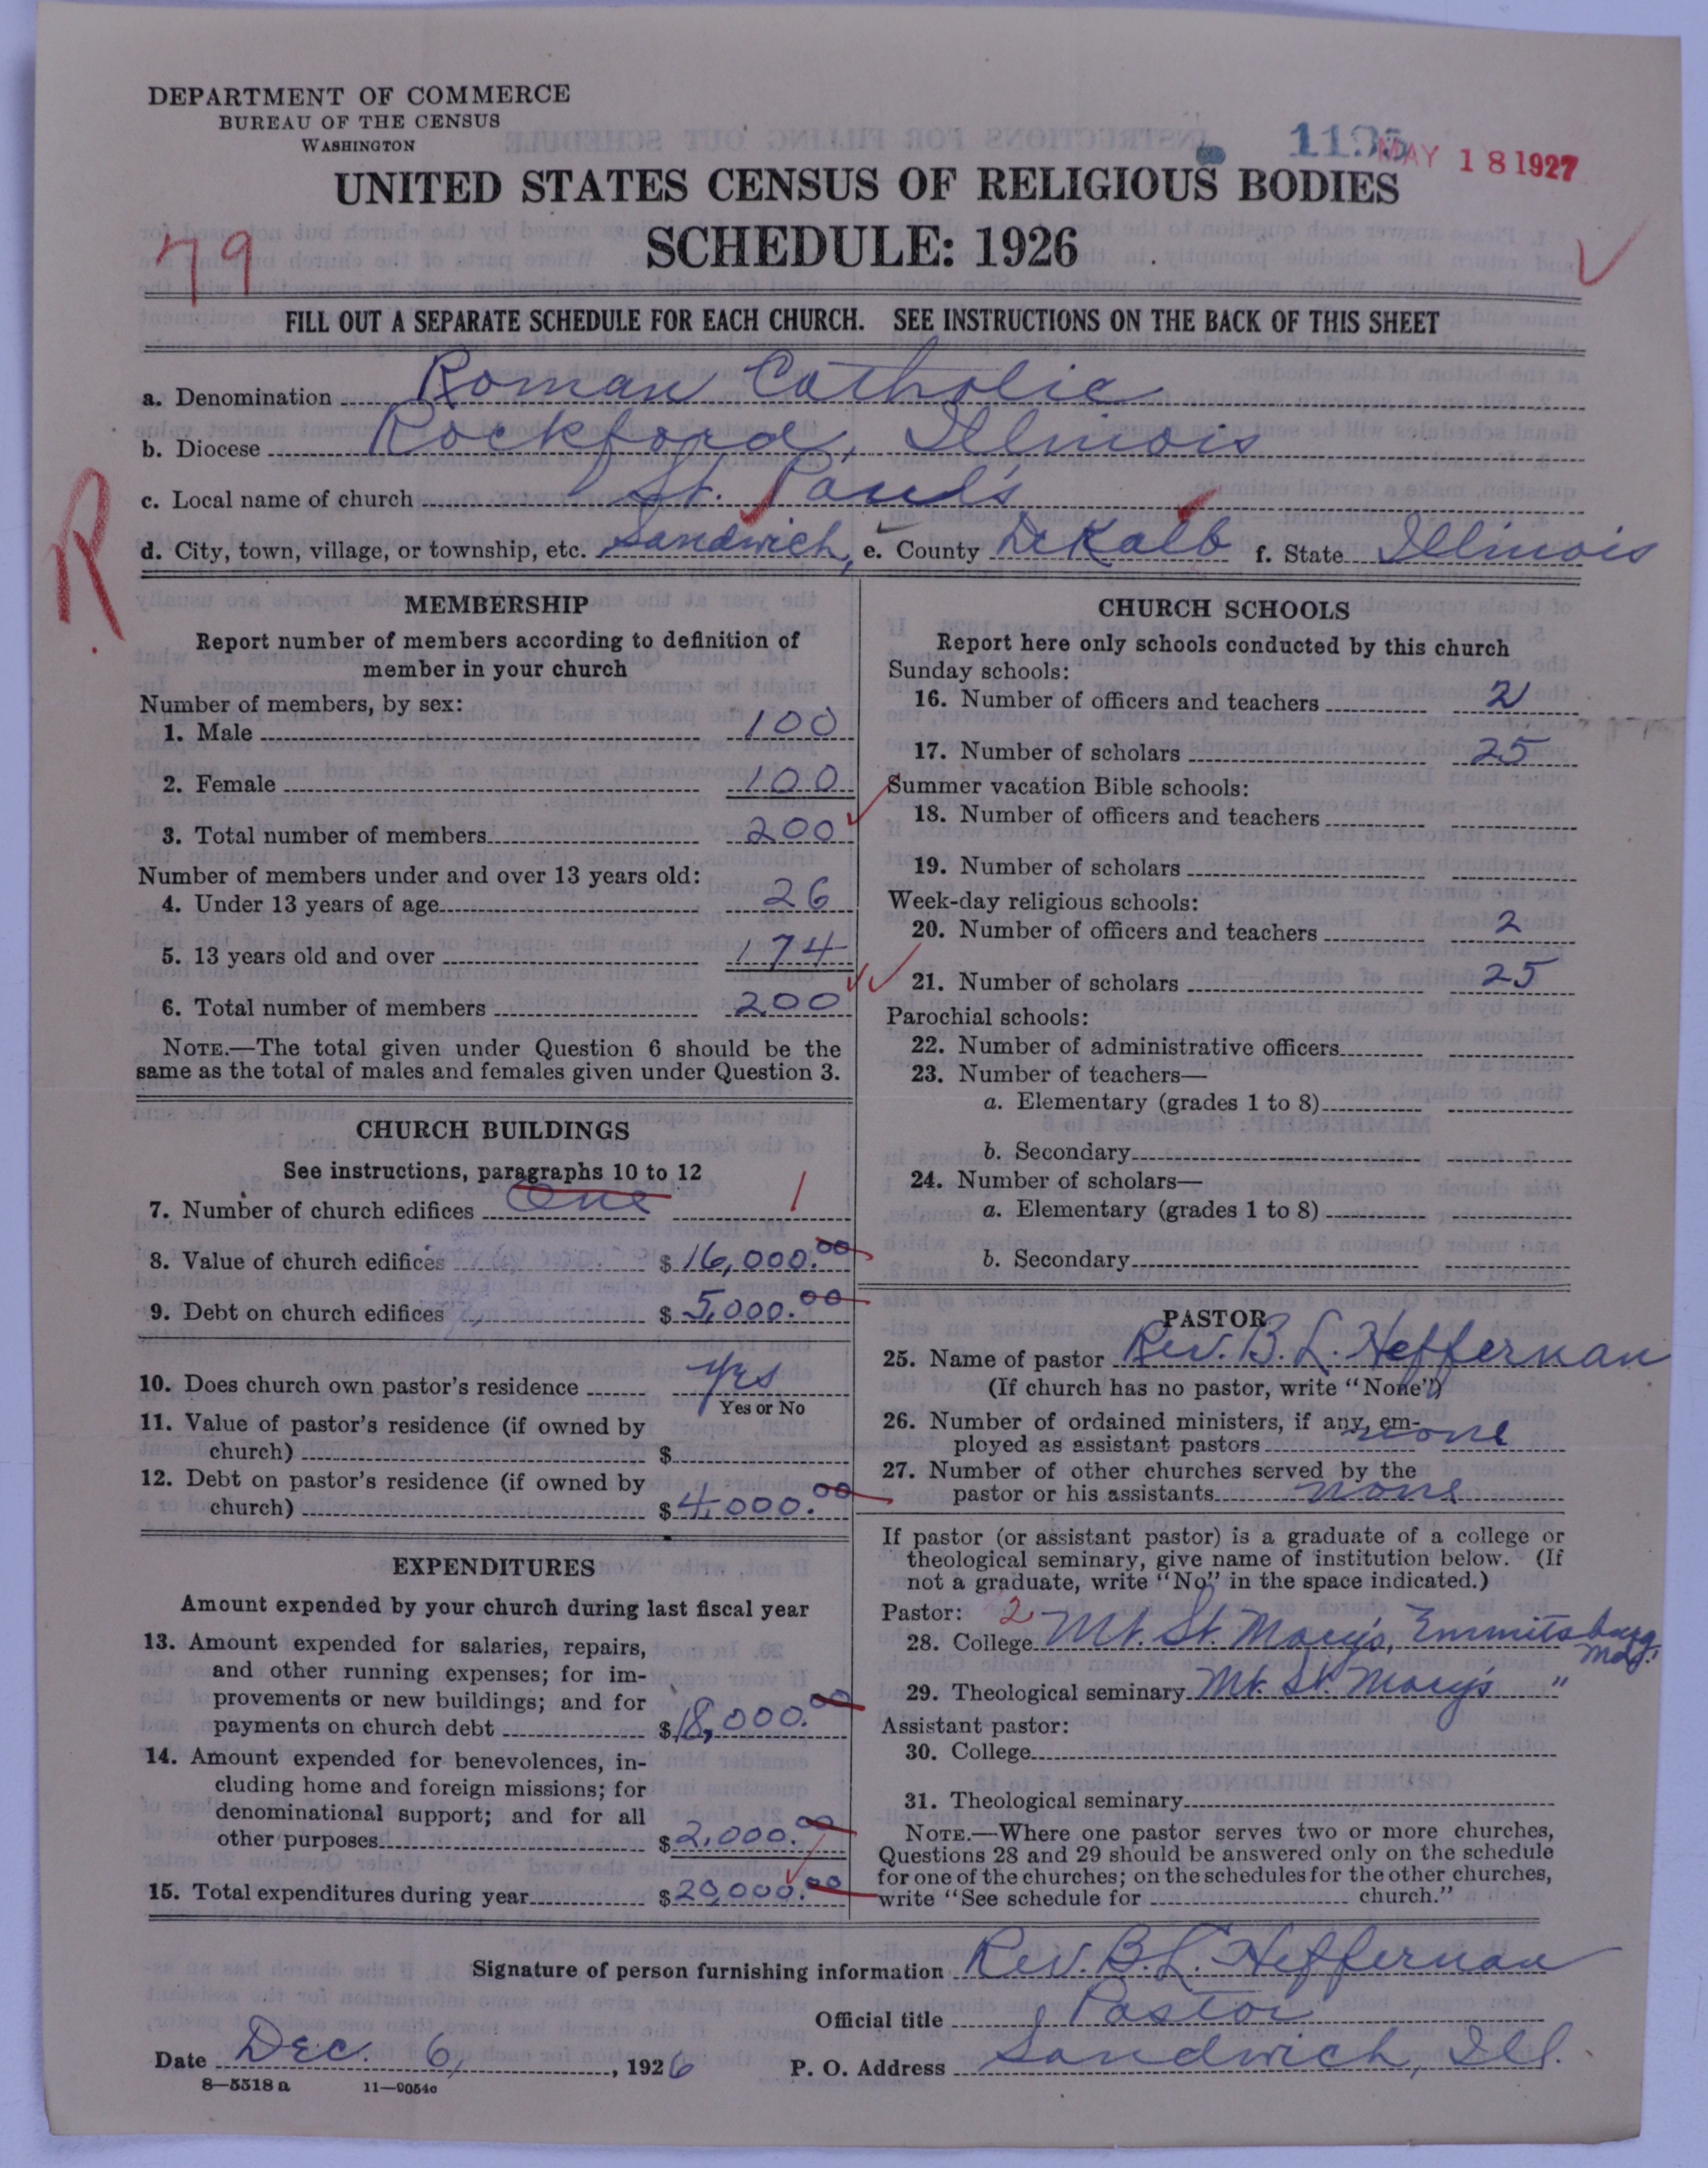 DEPARTMENT OF COMMERCE
BUREAU OF THE CENSUS
WASHINGTON
MAY 18 1927
UNITED STATES CENSUS OF RELIGIOUS BODIES
SCHEDULE: 1926
79
FILL OUT A SEPARATE SCHEDULE FOR EACH CHURCH. SEE INSTRUCTIONS ON THE BACK OF THIS SHEET
a. Denomination Roman Catholic
b. Diocese Rockford, Illinois
c. Local name of church St. Paul's
R
d. City, town, village, or township, etc. Sandwich, e. County DeKalb f. State Illinois
MEMBERSHIP
Report number of members according to definition of
member in your church
Number of members, by sex:
1. Male 100
2. Female 100
3. Total number of members 200
Number of members under and over 13 years old:
4. Under 13 years of age 26
5. 13 years old and over 174
6. Total number of members 200
NOTE.—The total given under Question 6 should be the
same as the total of males and females given under Question 3.
CHURCH BUILDINGS
See instructions, paragraphs 10 to 12
7. Number of church edifices One 1
8. Value of church edifices $ 16,000.00
9. Debt on church edifices $ 5,000.00
10. Does church own pastor's residence yes
Yes or No
11. Value of pastor's residence (if owned by
church) $
12. Debt on pastor's residence (if owned by
church) $ 4,000.00
EXPENDITURES
Amount expended by your church during last fiscal year
13. Amount expended for salaries, repairs,
and other running expenses; for im-
provements or new buildings; and for
payments on church debt $ 18,000.00
14. Amount expended for benevolences, in-
cluding home and foreign missions; for
denominational support; and for all
other purposes $ 2,000.00
15. Total expenditures during year $ 20,000.00
CHURCH SCHOOLS
Report here only schools conducted by this church
Sunday schools:
16. Number of officers and teachers 2
17. Number of scholars 25
Summer vacation Bible schools:
18. Number of officers and teachers
19. Number of scholars
Week-day religious schools:
20. Number of officers and teachers 2
21. Number of scholars 25
Parochial schools:
22. Number of administrative officers
23. Number of teachers—
a. Elementary (grades 1 to 8)
b. Secondary
24. Number of scholars—
a. Elementary (grades 1 to 8)
b. Secondary
PASTOR
25. Name of pastor Rev. B. L. Heffernan
(If church has no pastor, write "None")
26. Number of ordained ministers, if any, em-
ployed as assistant pastors none
27. Number of other churches served by the
pastor or his assistants none
If pastor (or assistant pastor) is a graduate of a college or
theological seminary, give name of institution below. (If
not a graduate, write "No" in the space indicated.)
Pastor: 2
28. College Mt. St. Mary's, Emmitsburg, Md.
29. Theological seminary Mt. St. Mary's "
Assistant pastor:
30. College
31. Theological seminary
NOTE.—Where one pastor serves two or more churches,
Questions 28 and 29 should be answered only on the schedule
for one of the churches; on the schedules for the other churches,
write "See schedule for church."
Signature of person furnishing information Rev. B. L. Heffernan
Official title Pastor
Date Dec. 6, 1926 P. O. Address Sandwich, Ill.
8—5518 a 11—9054c